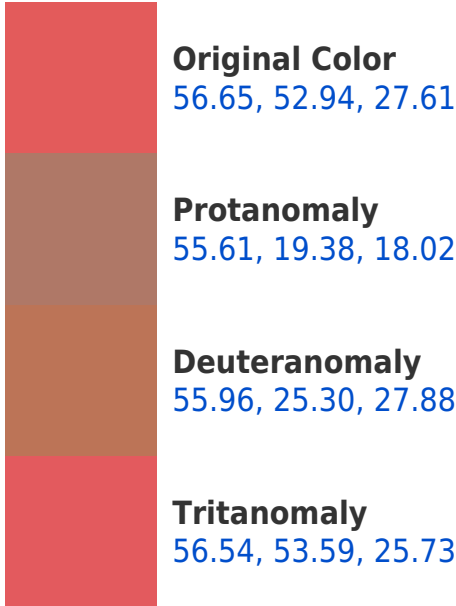 Original Color
56.65, 52.94, 27.61
Protanomaly
55.61, 19.38, 18.02
Deuteranomaly
55.96, 25.30, 27.88
Tritanomaly
56.54, 53.59, 25.73